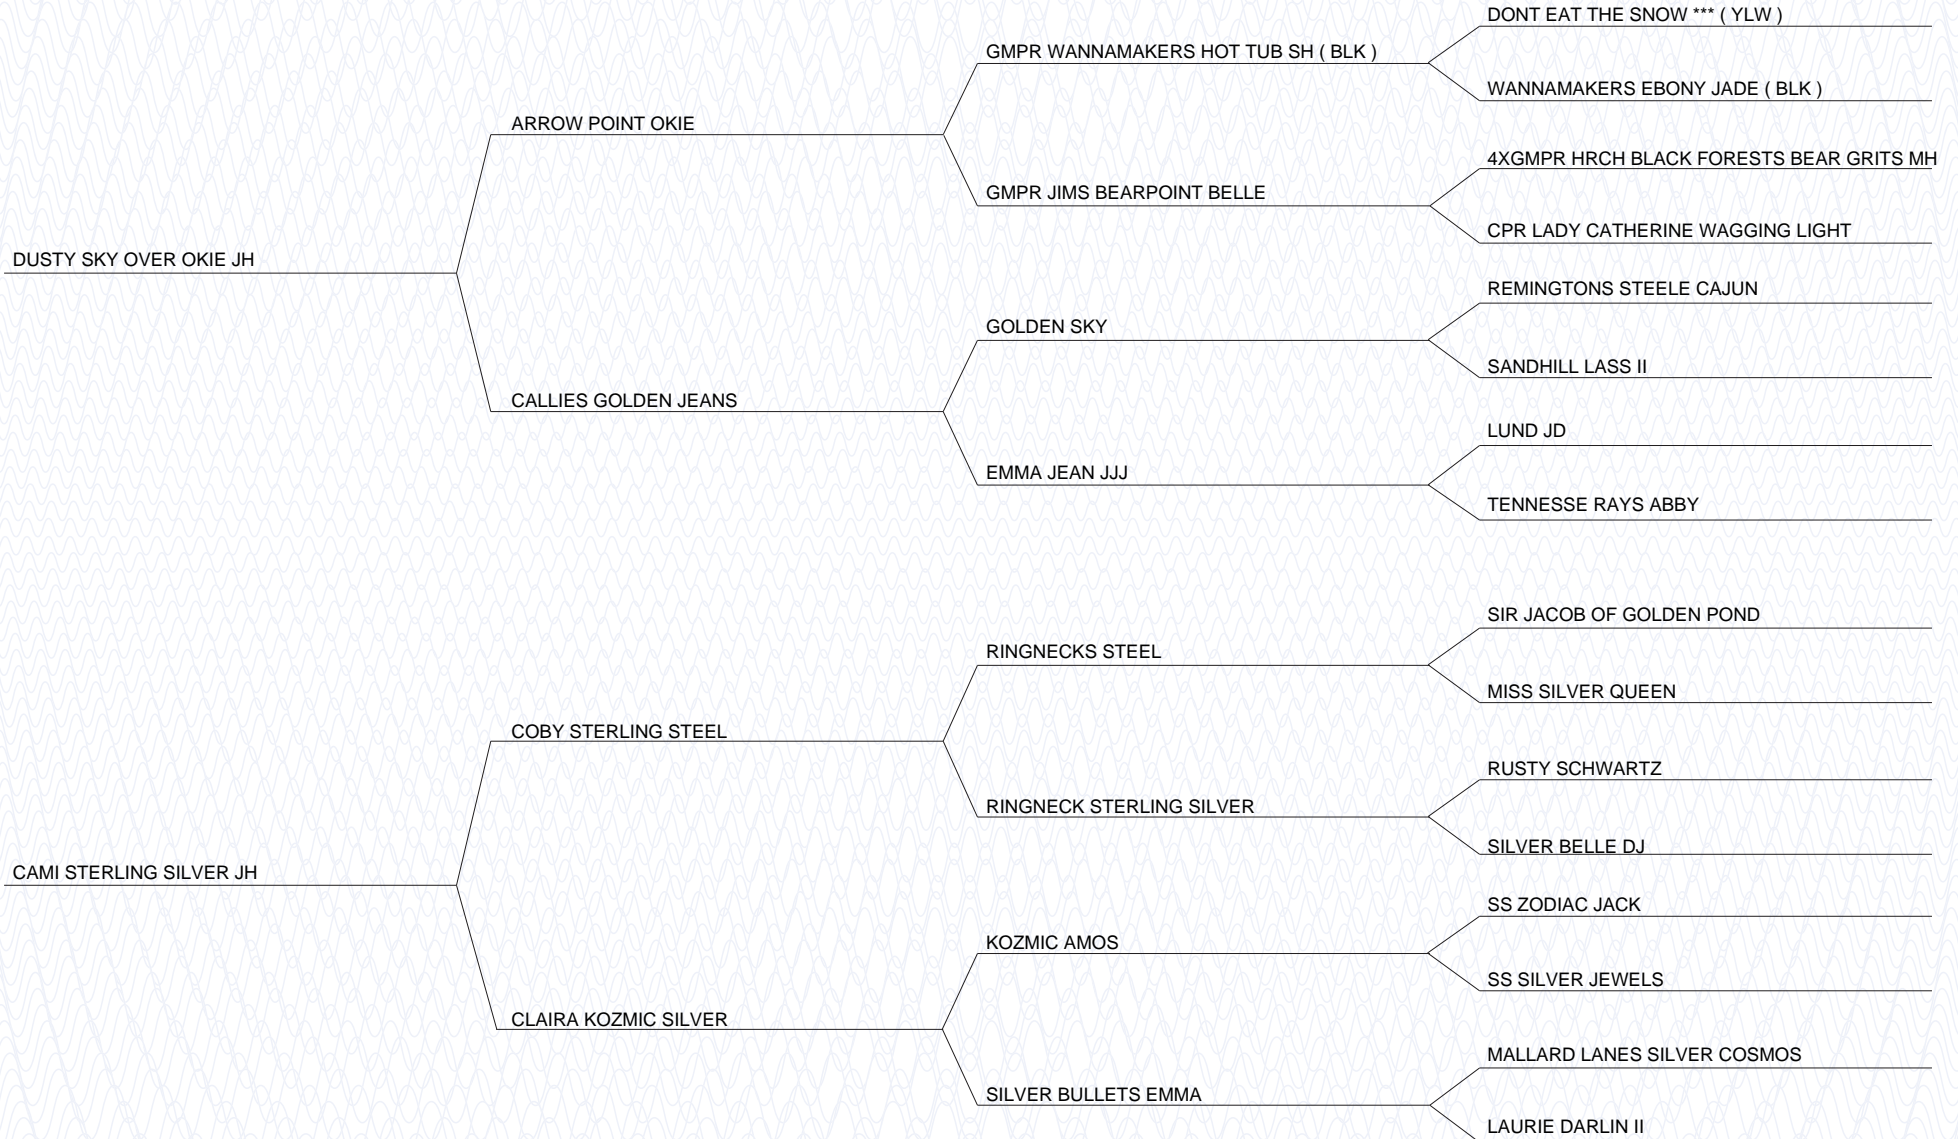 DONT EAT THE SNOW *** ( YLW )
GMPR WANNAMAKERS HOT TUB SH ( BLK )
WANNAMAKERS EBONY JADE ( BLK )
ARROW POINT OKIE
4XGMPR HRCH BLACK FORESTS BEAR GRITS MH
GMPR JIMS BEARPOINT BELLE
CPR LADY CATHERINE WAGGING LIGHT
DUSTY SKY OVER OKIE JH
REMINGTONS STEELE CAJUN
GOLDEN SKY
SANDHILL LASS II
CALLIES GOLDEN JEANS
LUND JD
EMMA JEAN JJJ
TENNESSE RAYS ABBY
SIR JACOB OF GOLDEN POND
RINGNECKS STEEL
MISS SILVER QUEEN
COBY STERLING STEEL
RUSTY SCHWARTZ
RINGNECK STERLING SILVER
SILVER BELLE DJ
CAMI STERLING SILVER JH
SS ZODIAC JACK
KOZMIC AMOS
SS SILVER JEWELS
CLAIRA KOZMIC SILVER
MALLARD LANES SILVER COSMOS
SILVER BULLETS EMMA
LAURIE DARLIN II